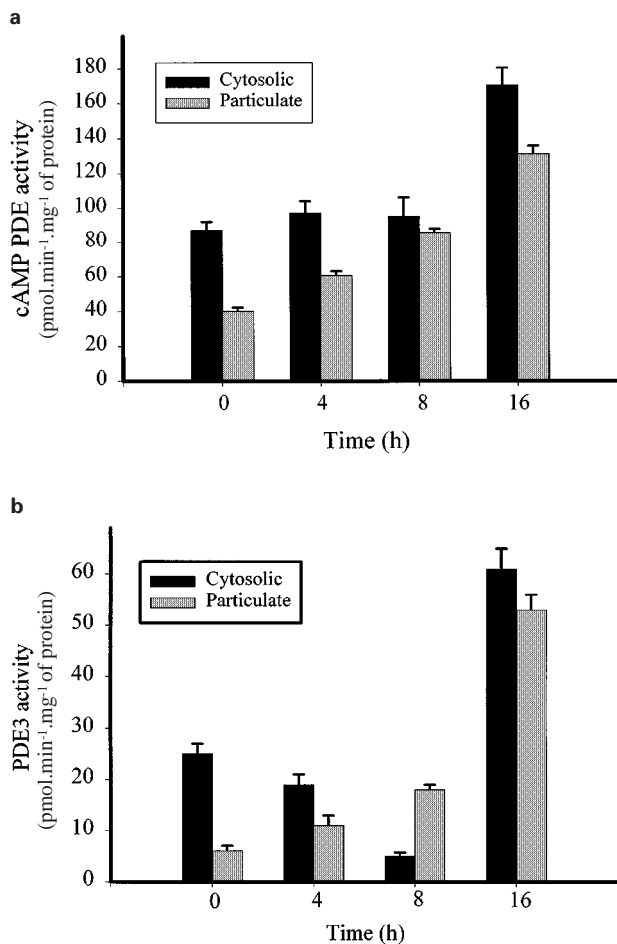 a
cAMP PDE activity
(pmol.min⁻¹.mg⁻¹ of protein)
180
160
140
120
100
80
60
40
20
0
Cytosolic
Particulate
0 4 8 16
Time (h)
b
PDE3 activity
(pmol.min⁻¹.mg⁻¹ of protein)
60
50
40
30
20
10
0
Cytosolic
Particulate
0 4 8 16
Time (h)